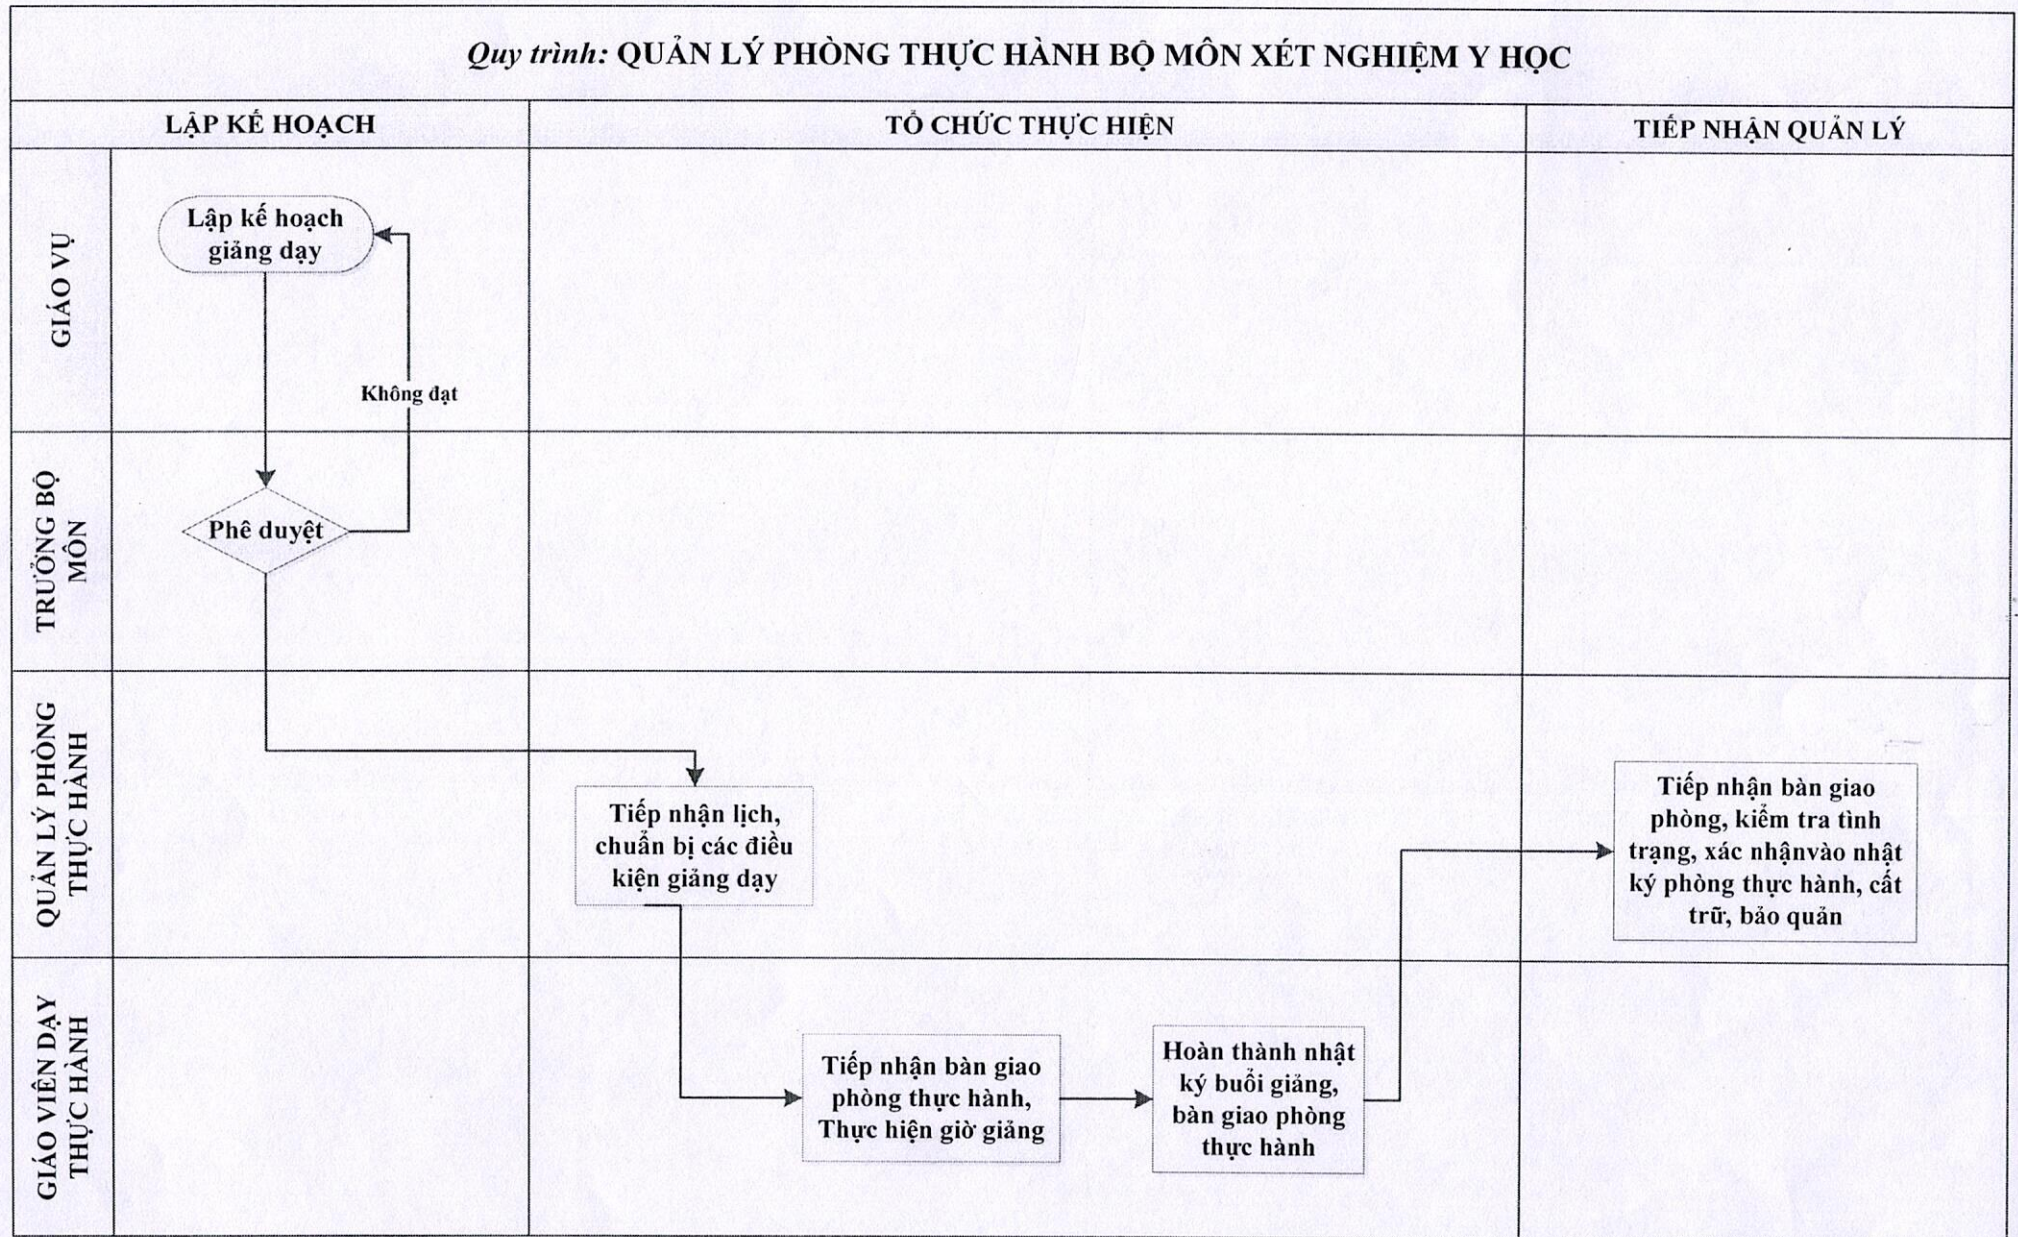 Quy trình: QUẢN LÝ PHÒNG THỰC HÀNH BỘ MÔN XÉT NGHIỆM Y HỌC
LẬP KẾ HOẠCH
TỔ CHỨC THỰC HIỆN
TIẾP NHẬN QUẢN LÝ
GIÁO VỤ
Lập kế hoạch
giảng dạy
Không đạt
TRƯỞNG BỘ
MÔN
Phê duyệt
QUẢN LÝ PHÒNG
THỰC HÀNH
Tiếp nhận lịch,
chuẩn bị các điều
kiện giảng dạy
Tiếp nhận bàn giao
phòng, kiểm tra tình
trạng, xác nhậnvào nhật
ký phòng thực hành, cất
trữ, bảo quản
GIÁO VIÊN DẠY
THỰC HÀNH
Tiếp nhận bàn giao
phòng thực hành,
Thực hiện giờ giảng
Hoàn thành nhật
ký buổi giảng,
bàn giao phòng
thực hành